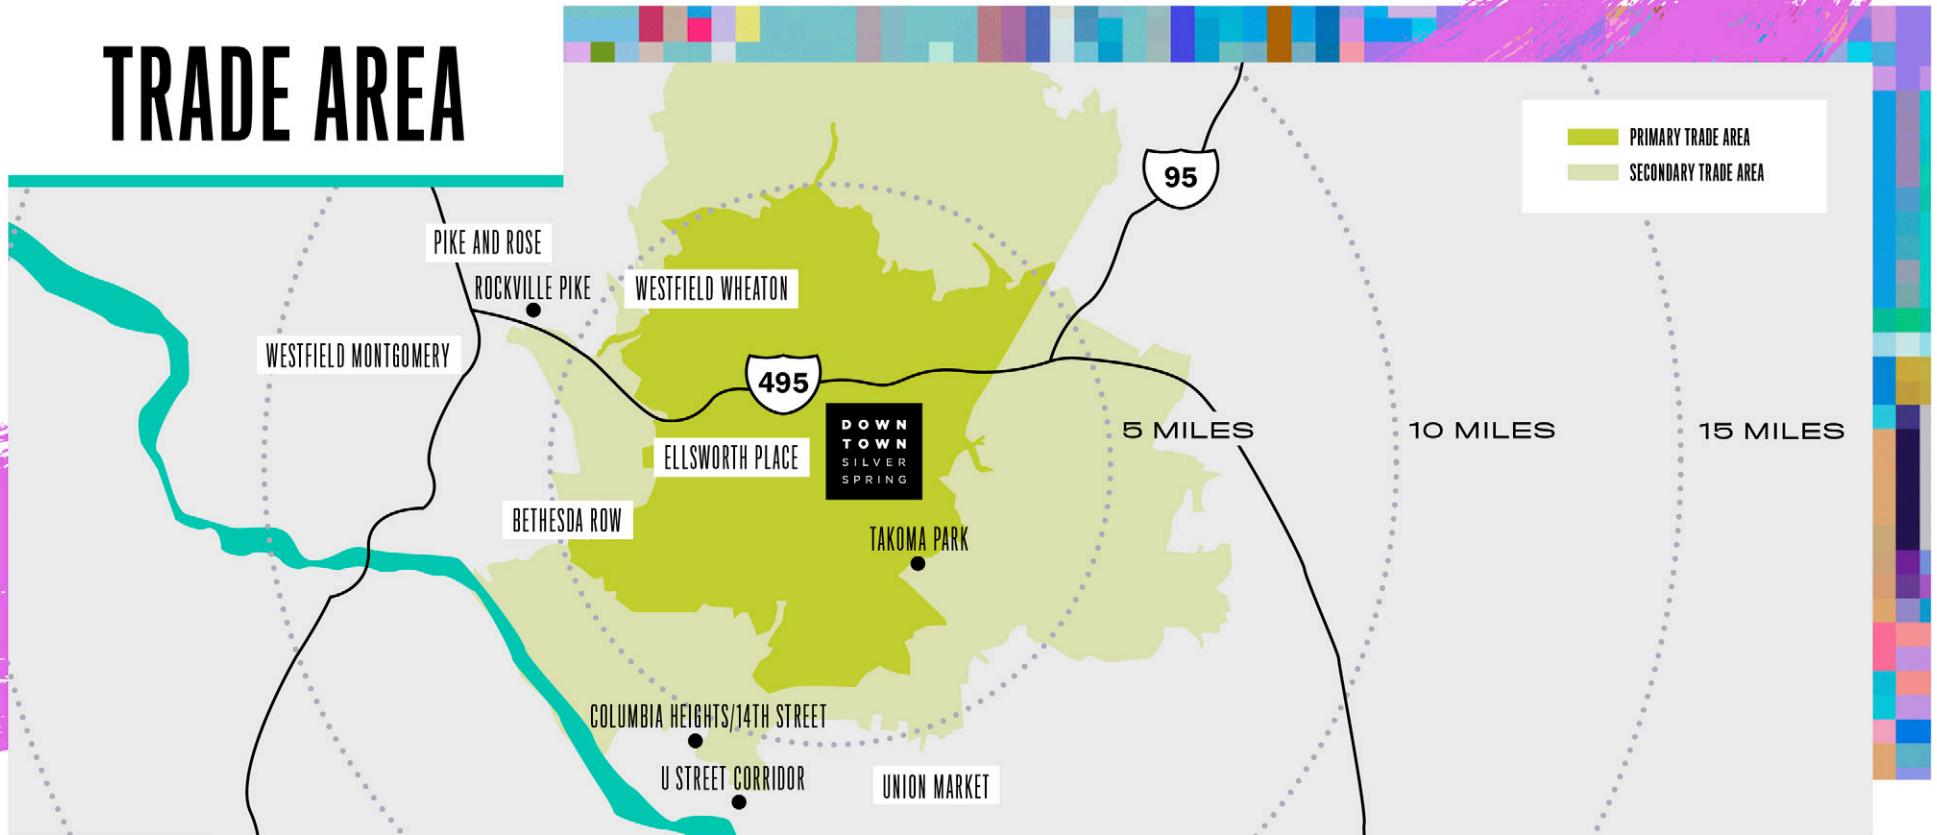 TRADE AREA
PRIMARY TRADE AREA
SECONDARY TRADE AREA
95
PIKE AND ROSE
ROCKVILLE PIKE
WESTFIELD WHEATON
WESTFIELD MONTGOMERY
495
DOWN
TOWN
SILVER
SPRING
5 MILES
10 MILES
15 MILES
ELLSWORTH PLACE
BETHESDA ROW
TAKOMA PARK
COLUMBIA HEIGHTS/14TH STREET
U STREET CORRIDOR
UNION MARKET